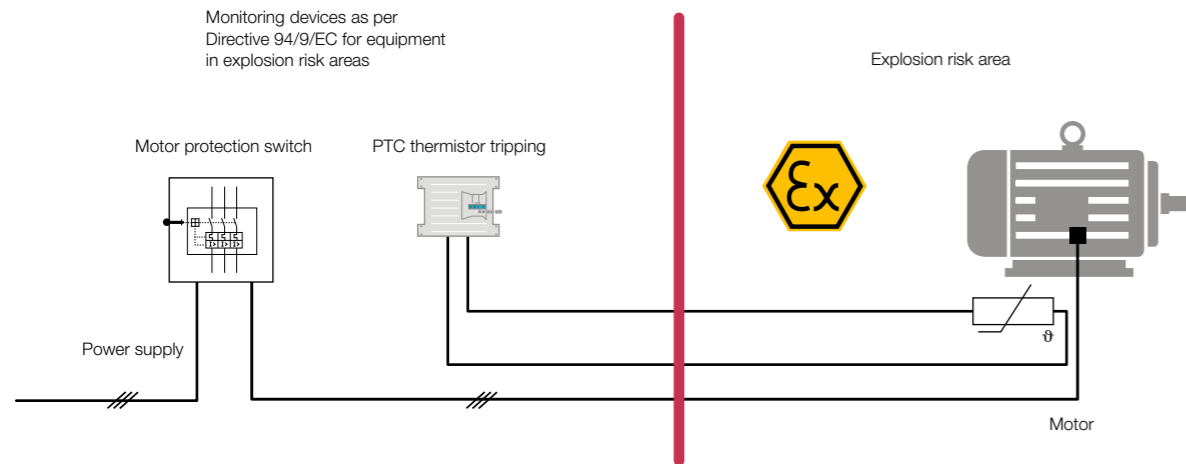 Monitoring devices as per
Directive 94/9/EC for equipment
in explosion risk areas
Explosion risk area
Motor protection switch
PTC thermistor tripping
Ex
Power supply
ϑ
Motor